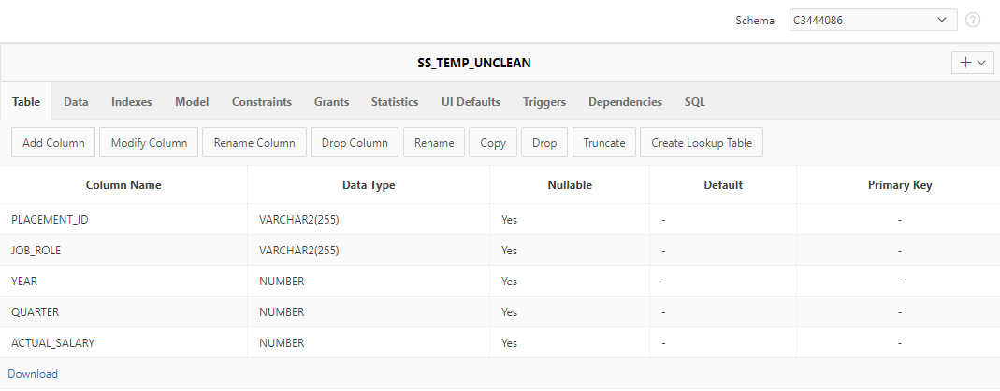 Schema C3444086 ?
SS_TEMP_UNCLEAN
Table Data Indexes Model Constraints Grants Statistics UI Defaults Triggers Dependencies SQL
Add Column Modify Column Rename Column Drop Column Rename Copy Drop Truncate Create Lookup Table
Column Name Data Type Nullable Default Primary Key
PLACEMENT_ID VARCHAR2(255) Yes - -
JOB_ROLE VARCHAR2(255) Yes - -
YEAR NUMBER Yes - -
QUARTER NUMBER Yes - -
ACTUAL_SALARY NUMBER Yes - -
Download